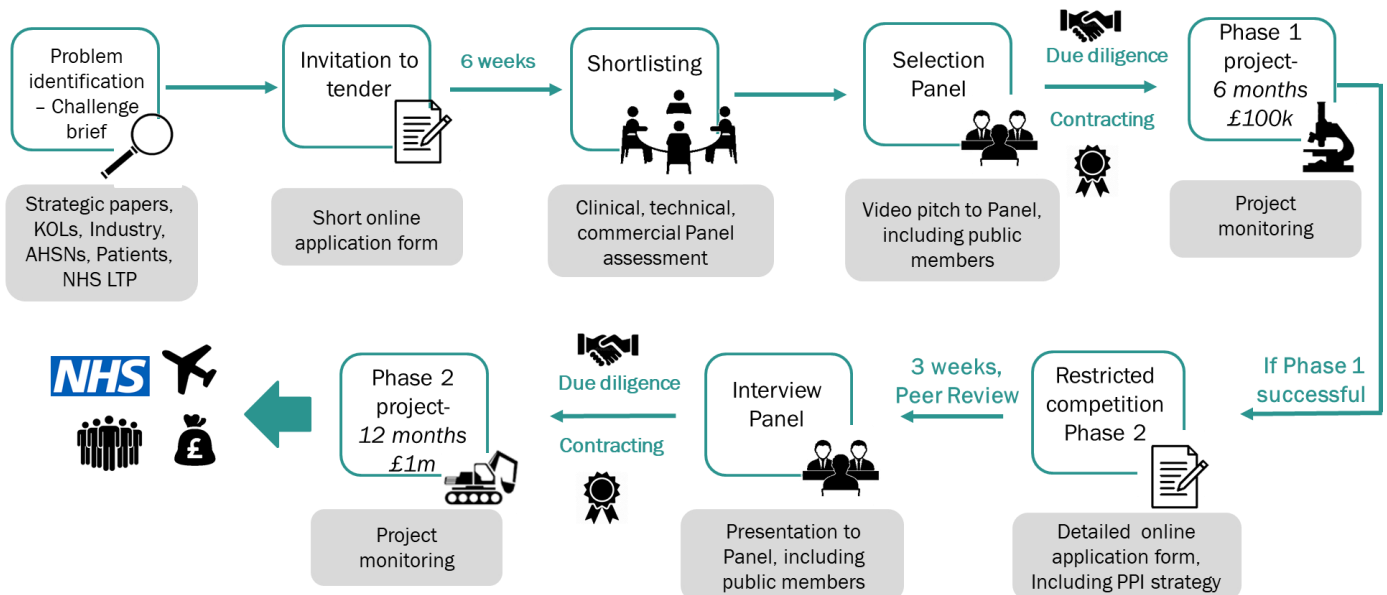 Problem
identification
– Challenge
brief
Strategic papers,
KOLs, Industry,
AHSNs, Patients,
NHS LTP
Invitation to
tender
Short online
application form
6 weeks
Shortlisting
Clinical, technical,
commercial Panel
assessment
Selection
Panel
Video pitch to Panel,
including public
members
Due diligence
Contracting
Phase 1
project-
6 months
£100k
Project
monitoring
If Phase 1
successful
Restricted
competition
Phase 2
Detailed online
application form,
Including PPI strategy
3 weeks,
Peer Review
Interview
Panel
Presentation to
Panel, including
public members
Due diligence
Contracting
Phase 2
project-
12 months
£1m
Project
monitoring
NHS
£